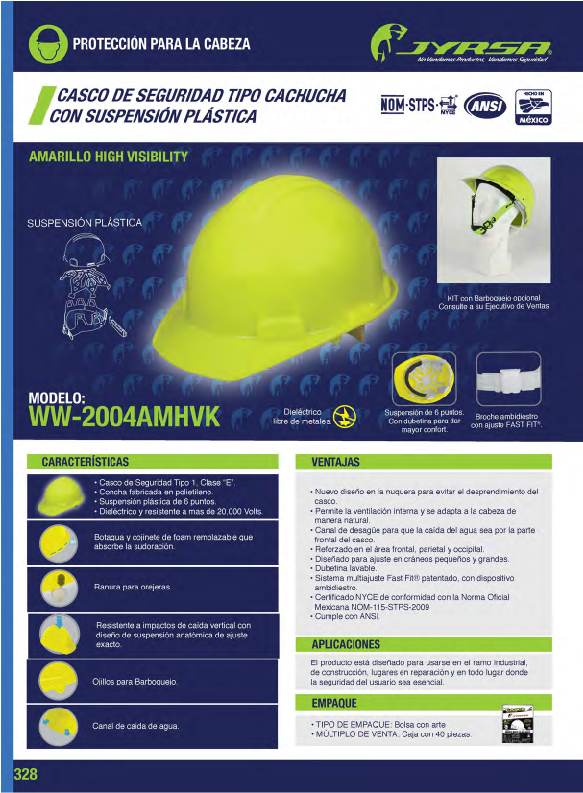 PROTECCIÓN PARA LA CABEZA
JYRSA®
No Vendemos Productos, Vendemos Seguridad
CASCO DE SEGURIDAD TIPO CACHUCHA
CON SUSPENSIÓN PLÁSTICA
NOM-STPS-
NYCE
ANSI
HECHO EN
MÉXICO
AMARILLO HIGH VISIBILITY
SUSPENSIÓN PLÁSTICA
KIT con Barboquejo opcional
Consulte a su Ejecutivo de Ventas
MODELO:
WW-2004AMHVK
Dieléctrico
libre de metales
Suspensión de 6 puntos.
Con dubetina para dar
mayor confort.
Broche ambidiestro
con ajuste FAST FIT®.
CARACTERÍSTICAS
• Casco de Seguridad Tipo 1, Clase "E".
• Concha fabricada en polietileno.
• Suspensión plástica de 6 puntos.
• Dieléctrico y resistente a mas de 20,000 Volts.
Botagua y cojinete de foam remplazable que
absorbe la sudoración.
Ranura para orejeras.
Resistente a impactos de caída vertical con
diseño de suspensión anatómica de ajuste
exacto.
Ojillos para Barboquejo.
Canal de caída de agua.
VENTAJAS
• Nuevo diseño en la nuquera para evitar el desprendimiento del
casco.
• Permite la ventilación interna y se adapta a la cabeza de
manera natural.
• Canal de desagüe para que la caída del agua sea por la parte
frontal del casco.
• Reforzado en el área frontal, parietal y occipital.
• Diseñado para ajuste en cráneos pequeños y grandes.
• Dubetina lavable.
• Sistema multiajuste Fast Fit® patentado, con dispositivo
ambidiestro.
• Certificado NYCE de conformidad con la Norma Oficial
Mexicana NOM-115-STPS-2009
• Cumple con ANSI.
APLICACIONES
El producto está diseñado para usarse en el ramo industrial,
de construcción, lugares en reparación y en todo lugar donde
la seguridad del usuario sea esencial.
EMPAQUE
• TIPO DE EMPAQUE: Bolsa con arte
• MÚLTIPLO DE VENTA: Caja con 40 piezas.
328